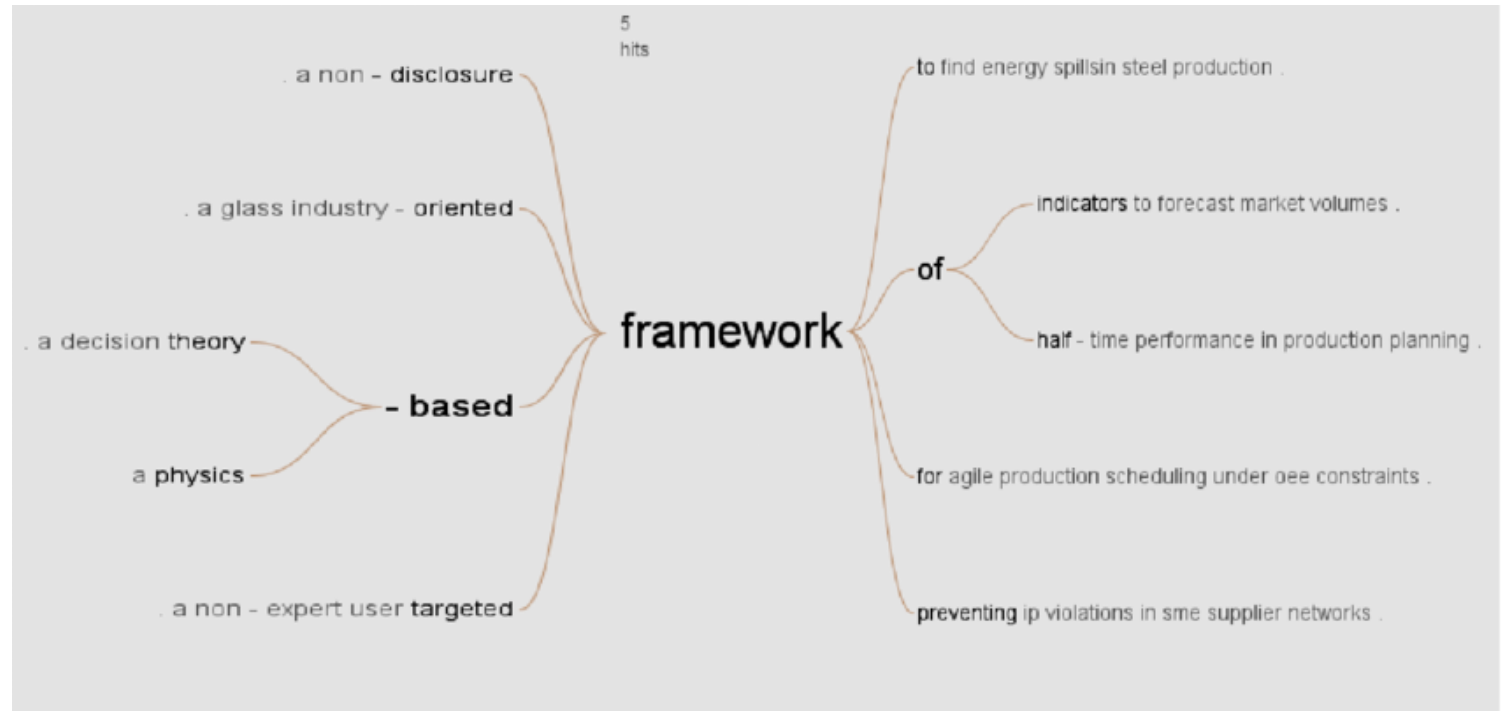 5
hits
. a non - disclosure
. a glass industry - oriented
. a decision theory
- based
a physics
. a non - expert user targeted
framework
to find energy spillsin steel production .
of
indicators to forecast market volumes .
half - time performance in production planning .
for agile production scheduling under oee constraints .
preventing ip violations in sme supplier networks .